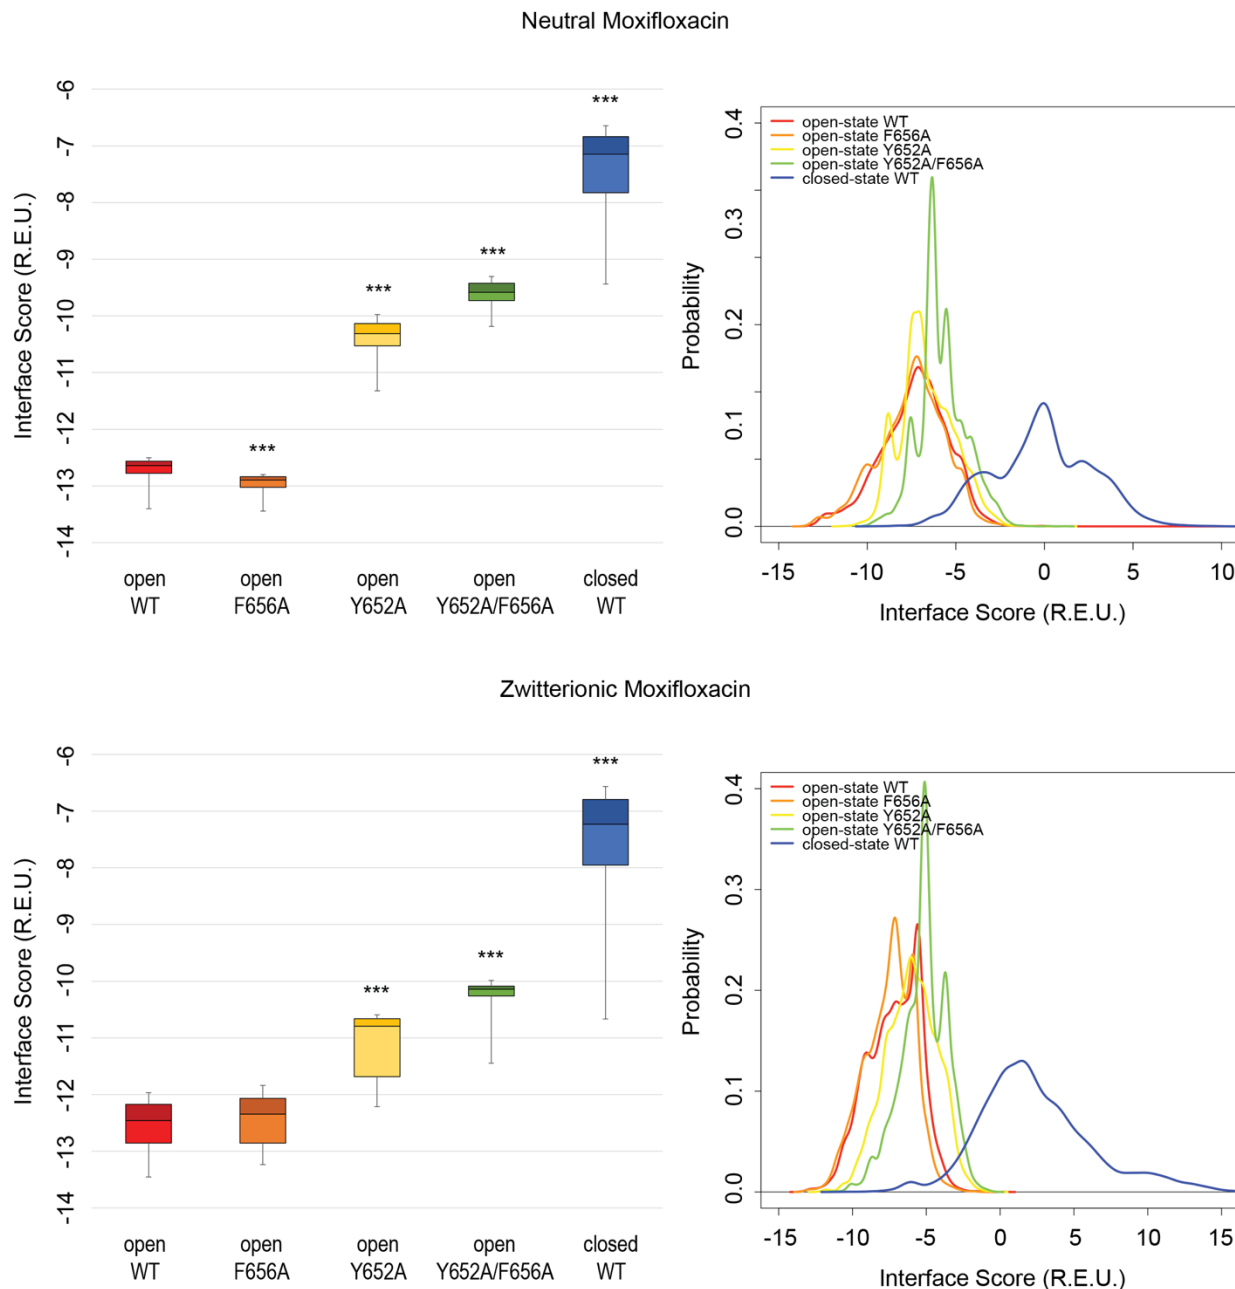 Neutral Moxifloxacin
Interface Score (R.E.U.)
-6
-7
-8
-9
-10
-11
-12
-13
-14
***
***
***
***
open
WT
open
F656A
open
Y652A
open
Y652A/F656A
closed
WT
Probability
0.4
0.3
0.2
0.1
0.0
open-state WT
open-state F656A
open-state Y652A
open-state Y652A/F656A
closed-state WT
-15
-10
-5
0
5
10
Interface Score (R.E.U.)
Zwitterionic Moxifloxacin
Interface Score (R.E.U.)
-6
-7
-8
-9
-10
-11
-12
-13
-14
***
***
***
open
WT
open
F656A
open
Y652A
open
Y652A/F656A
closed
WT
Probability
0.4
0.3
0.2
0.1
0.0
open-state WT
open-state F656A
open-state Y652A
open-state Y652A/F656A
closed-state WT
-15
-10
-5
0
5
10
15
Interface Score (R.E.U.)